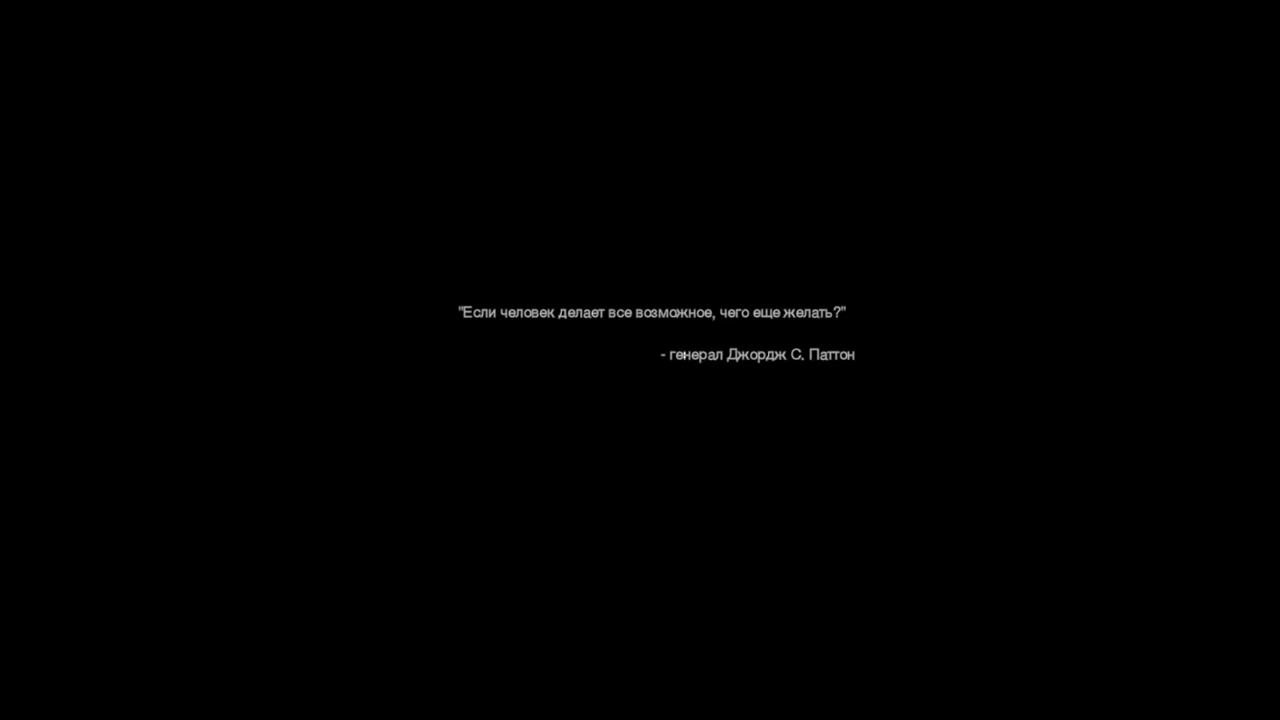 "Если человек делает все возможное, чего еще желать?"
- генерал Джордж С. Паттон